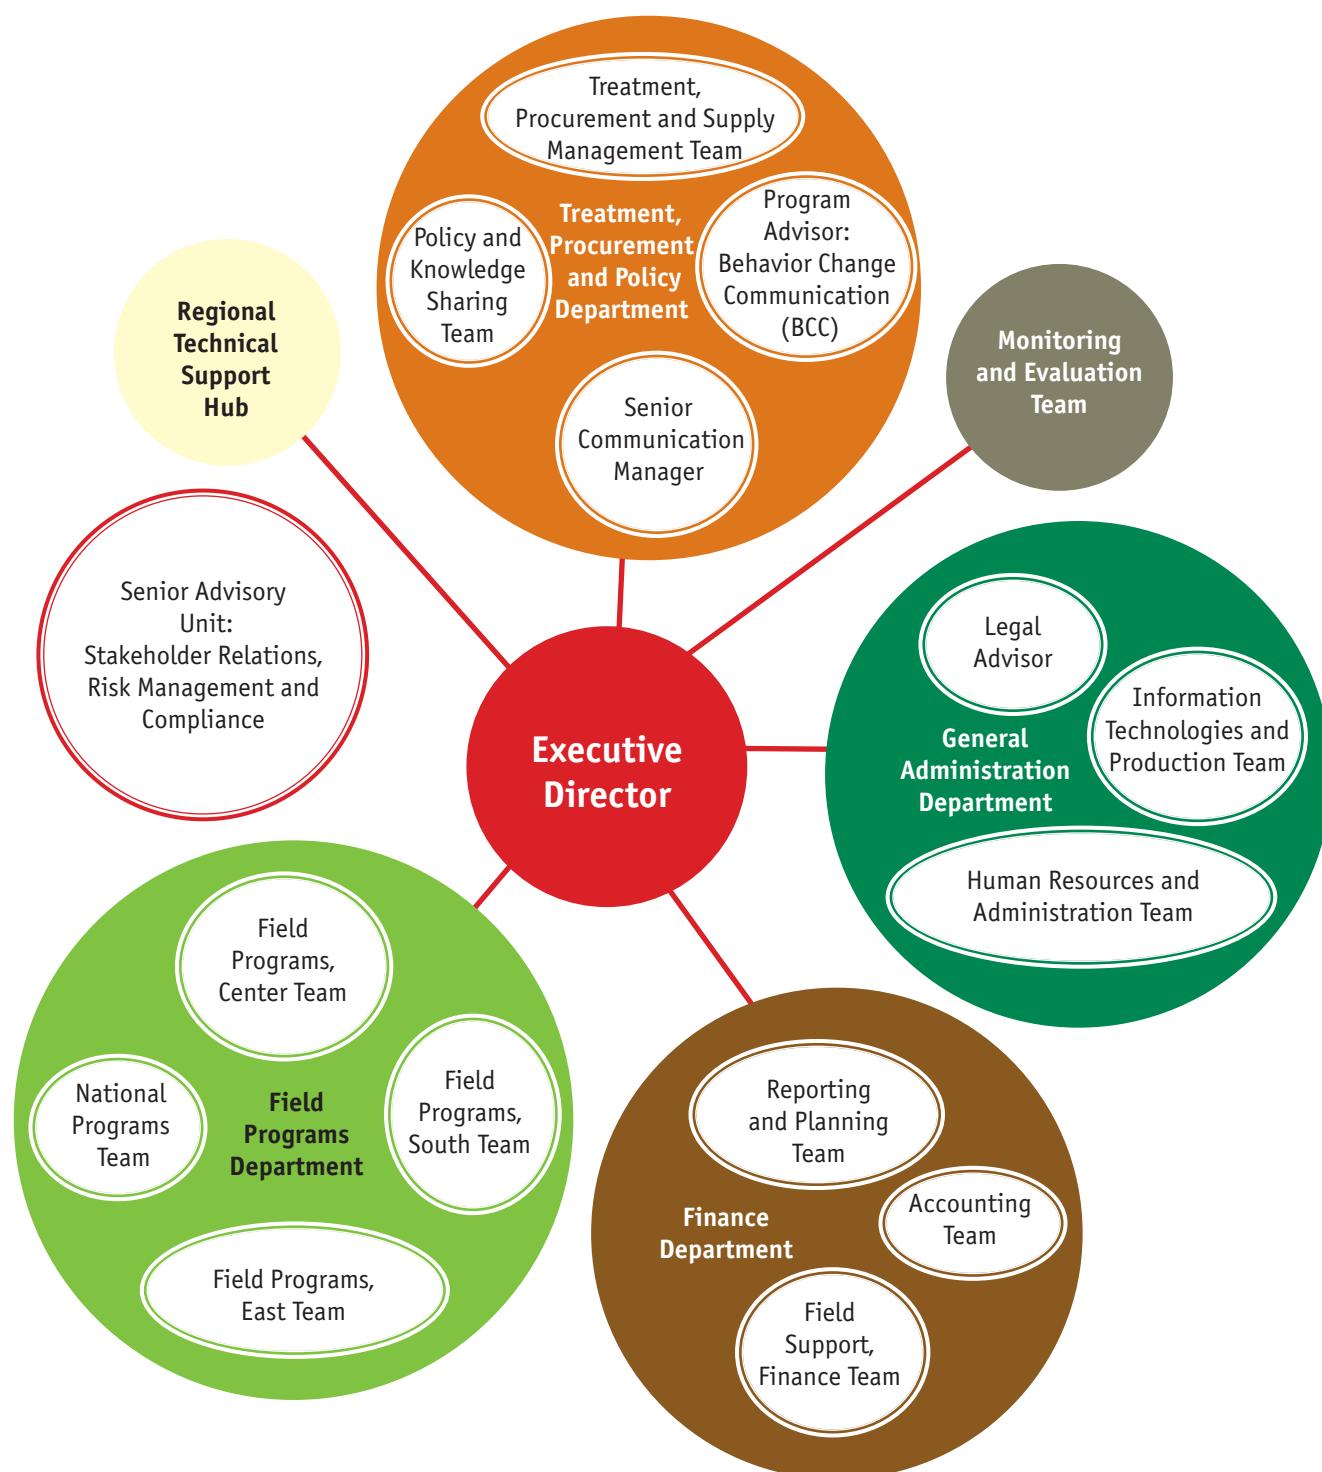 Treatment,
Procurement and Supply
Management Team
Policy and
Knowledge
Sharing
Team
Treatment,
Procurement
and Policy
Department
Program
Advisor:
Behavior Change
Communication
(BCC)
Senior
Communication
Manager
Regional
Technical
Support
Hub
Monitoring
and Evaluation
Team
Senior Advisory
Unit:
Stakeholder Relations,
Risk Management and
Compliance
Executive
Director
Legal
Advisor
Information
Technologies and
Production Team
General
Administration
Department
Human Resources and
Administration Team
Field
Programs,
Center Team
National
Programs
Team
Field
Programs
Department
Field
Programs,
South Team
Field Programs,
East Team
Reporting
and Planning
Team
Finance
Department
Accounting
Team
Field
Support,
Finance Team